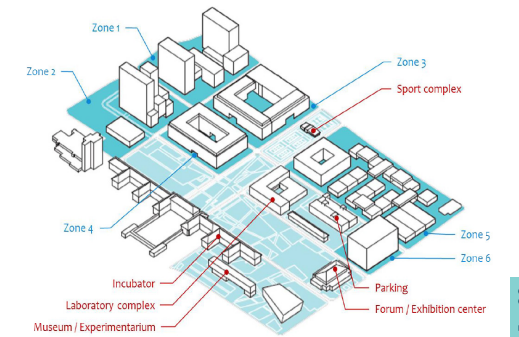 Zone 1
Zone 2
Zone 3
Sport complex
Zone 4
Zone 5
Zone 6
Incubator
Parking
Laboratory complex
Forum / Exhibition center
Museum / Experimentarium